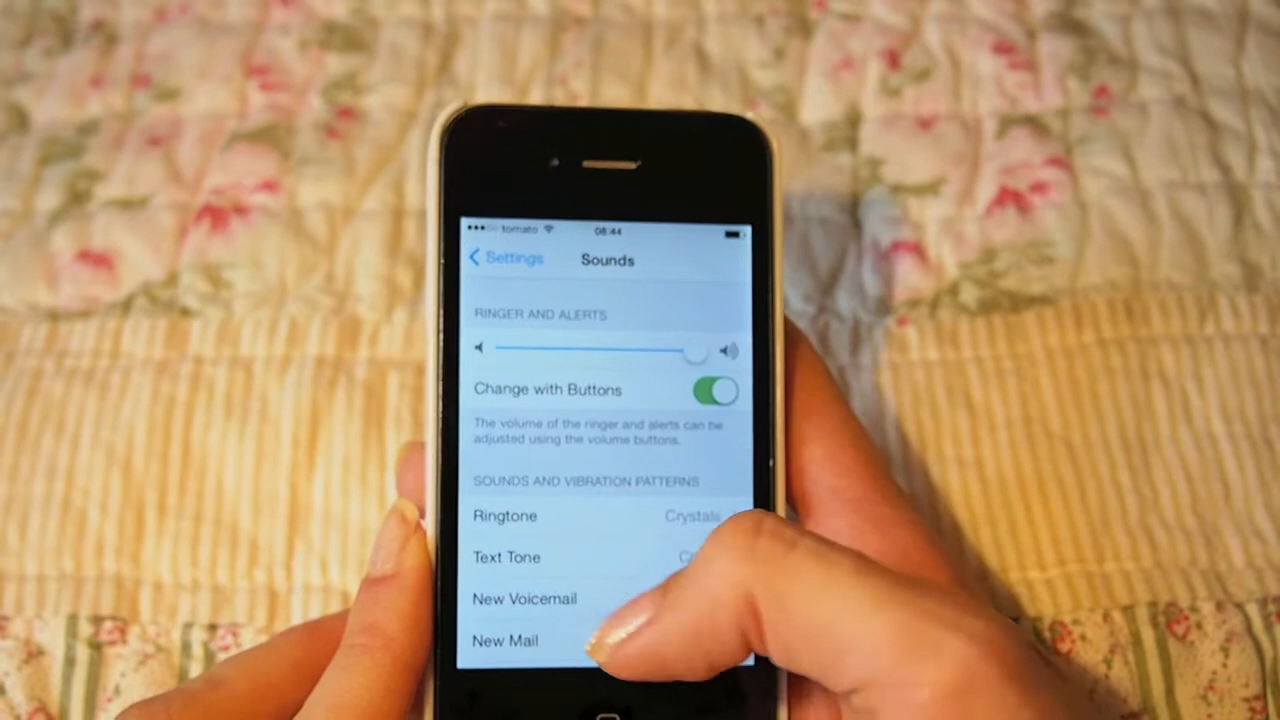 tomato 08:44
Settings Sounds
RINGER AND ALERTS
Change with Buttons
The volume of the ringer and alerts can be
adjusted using the volume buttons.
SOUNDS AND VIBRATION PATTERNS
Ringtone Crystals
Text Tone
New Voicemail
New Mail